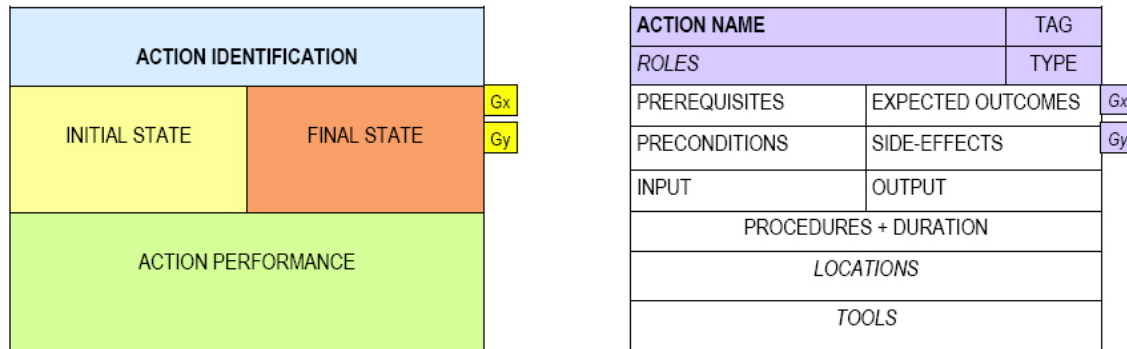 ACTION IDENTIFICATION
INITIAL STATE
FINAL STATE
Gx
Gy
ACTION PERFORMANCE
ACTION NAME
TAG
ROLES
TYPE
PREREQUISITES
EXPECTED OUTCOMES
Gx
PRECONDITIONS
SIDE-EFFECTS
Gy
INPUT
OUTPUT
PROCEDURES + DURATION
LOCATIONS
TOOLS